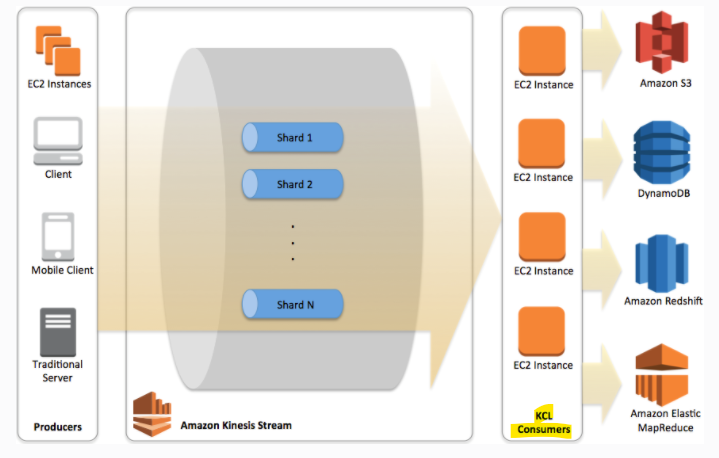 EC2 Instances
Client
Mobile Client
Traditional
Server
Producers
Shard 1
Shard 2
Shard N
Amazon Kinesis Stream
EC2 Instance
EC2 Instance
EC2 Instance
EC2 Instance
KCL
Consumers
Amazon S3
DynamoDB
Amazon Redshift
Amazon Elastic
MapReduce